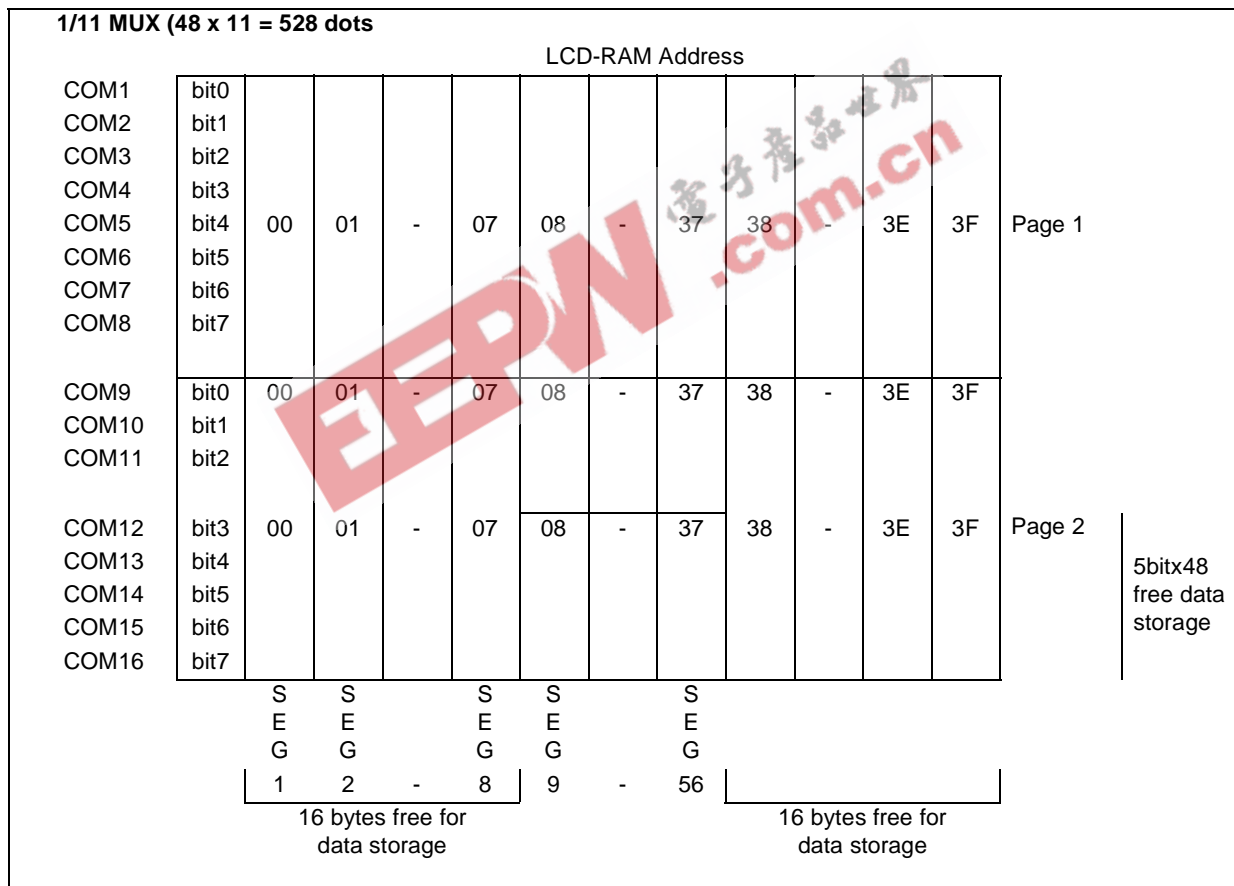 1/11 MUX (48 x 11 = 528 dots
LCD-RAM Address
COM1 bit0
COM2 bit1
COM3 bit2
COM4 bit3
COM5 bit4 00 01 - 07 08 - 37 38 - 3E 3F Page 1
COM6 bit5
COM7 bit6
COM8 bit7
COM9 bit0 00 01 - 07 08 - 37 38 - 3E 3F
COM10 bit1
COM11 bit2
COM12 bit3 00 01 - 07 08 - 37 38 - 3E 3F Page 2
COM13 bit4
COM14 bit5
COM15 bit6
COM16 bit7
5bitx48
free data
storage
S S S S S
E E E E E
G G G G G
1 2 - 8 9 - 56
16 bytes free for
data storage
16 bytes free for
data storage
EEPW
電子產品世界
.com.cn